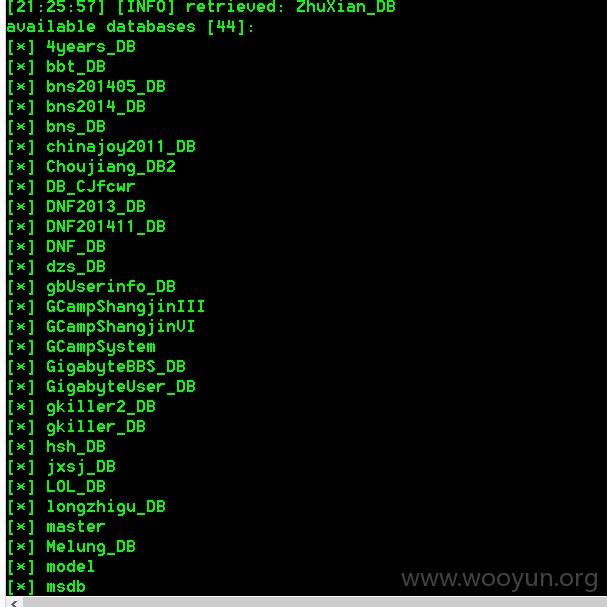 [21:25:57] [INFO] retrieved: ZhuXian_DB
available databases [44]:
[*] 4years_DB
[*] bbt_DB
[*] bns201405_DB
[*] bns2014_DB
[*] bns_DB
[*] chinajoy2011_DB
[*] Choujiang_DB2
[*] DB_CJfcwr
[*] DNF2013_DB
[*] DNF201411_DB
[*] DNF_DB
[*] dzs_DB
[*] gbUserinfo_DB
[*] GCampShangjinIII
[*] GCampShangjinVI
[*] GCampSystem
[*] GigabyteBBS_DB
[*] GigabyteUser_DB
[*] gkiller2_DB
[*] gkiller_DB
[*] hsh_DB
[*] jxsj_DB
[*] LOL_DB
[*] longzhigu_DB
[*] master
[*] Melung_DB
[*] model
[*] msdb
www.wooyun.org